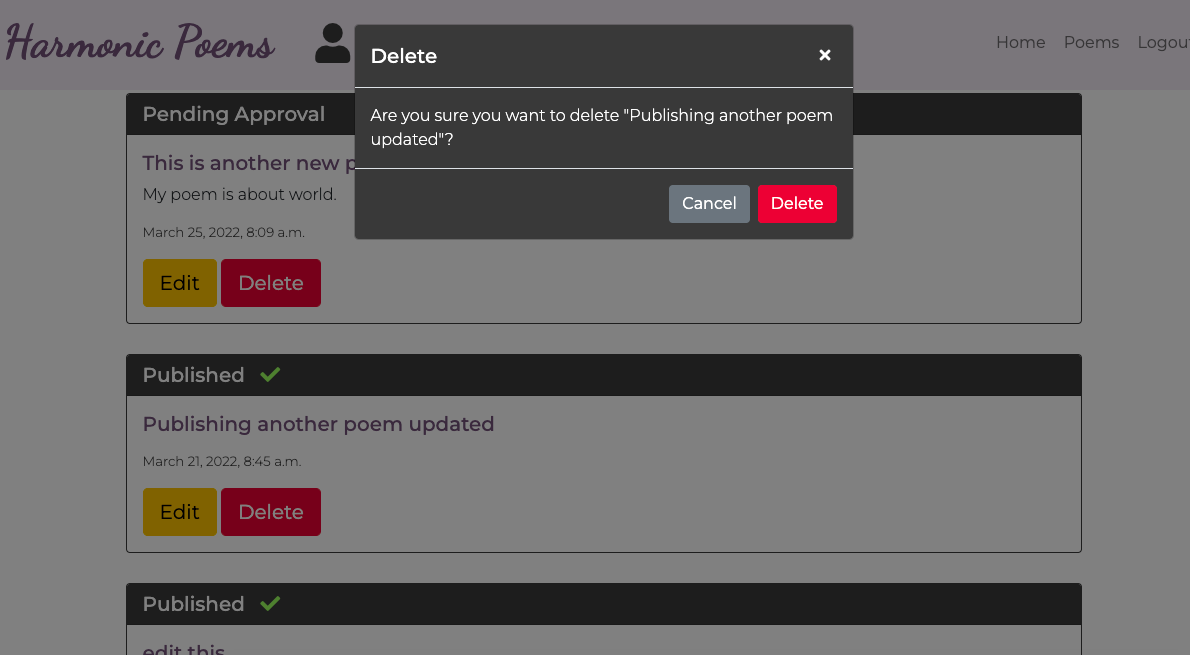 Harmonic Poems
Home Poems Logou
Delete ×
Are you sure you want to delete "Publishing another poem
updated"?
Cancel Delete
Pending Approval
This is another new p
My poem is about world.
March 25, 2022, 8:09 a.m.
Edit Delete
Published
Publishing another poem updated
March 21, 2022, 8:45 a.m.
Edit Delete
Published
edit this